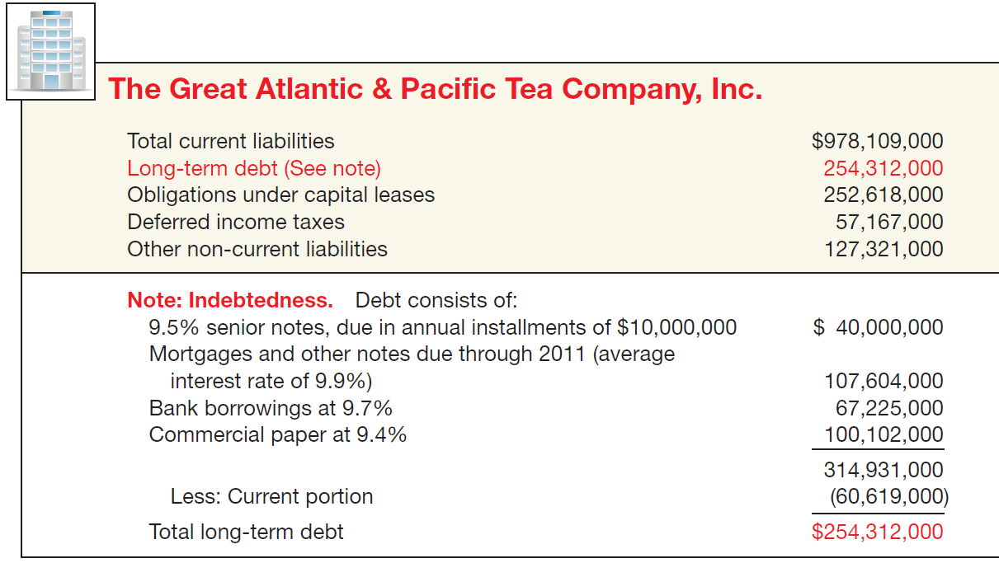 The Great Atlantic & Pacific Tea Company, Inc.
Total current liabilities $978,109,000
Long-term debt (See note) 254,312,000
Obligations under capital leases 252,618,000
Deferred income taxes 57,167,000
Other non-current liabilities 127,321,000
Note: Indebtedness. Debt consists of:
9.5% senior notes, due in annual installments of $10,000,000 $ 40,000,000
Mortgages and other notes due through 2011 (average
interest rate of 9.9%) 107,604,000
Bank borrowings at 9.7% 67,225,000
Commercial paper at 9.4% 100,102,000
314,931,000
Less: Current portion (60,619,000)
Total long-term debt $254,312,000